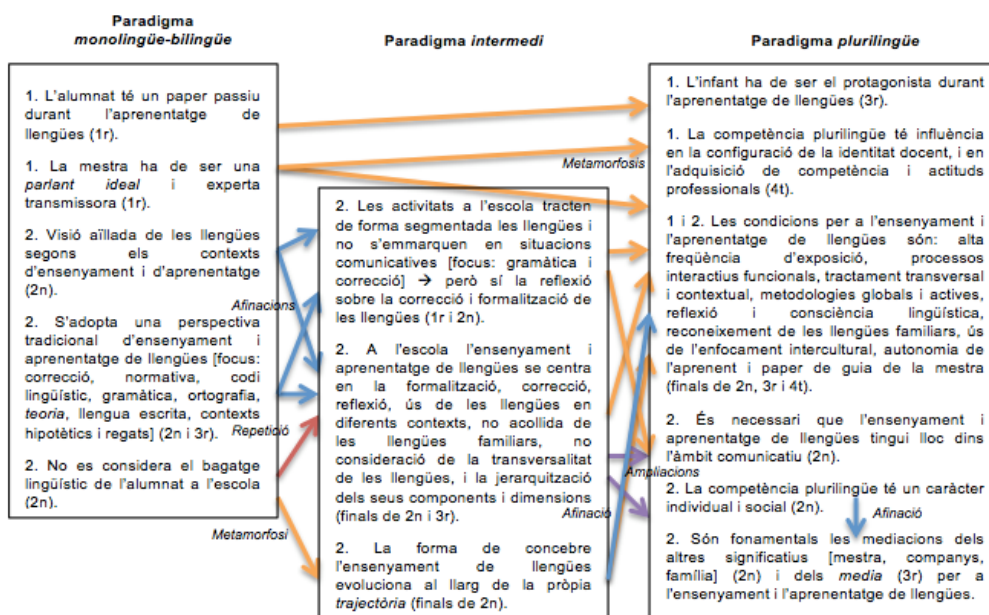 Paradigma
monolingüe-bilingüe
1. L'alumnat té un paper passiu
durant l'aprenentatge de
llengües (1r).
1. La mestra ha de ser una
parlant ideal i experta
transmissora (1r).
2. Visió aïllada de les llengües
segons els contexts
d'ensenyament i d'aprenentatge
(2n).
2. S'adopta una perspectiva
tradicional d'ensenyament i
aprenentatge de llengües [focus:
correcció, normativa, codi
lingüístic, gramàtica, ortografia,
teoria, llengua escrita, contexts
hipotètics i regats] (2n i 3r).
2. No es considera el bagatge
lingüístic de l'alumnat a l'escola
(2n).
Afinacions
Repetició
Metamorfosi
Paradigma intermedi
2. Les activitats a l'escola tracten
de forma segmentada les llengües i
no s'emmarquen en situacions
comunicatives [focus: gramàtica i
correcció] → però sí la reflexió
sobre la correcció i formalització de
les llengües (1r i 2n).
2. A l'escola l'ensenyament i
aprenentatge de llengües se centra
en la formalització, correcció,
reflexió, ús de les llengües en
diferents contexts, no acollida de
les llengües familiars, no
consideració de la transversalitat
de les llengües, i la jerarquització
dels seus components i dimensions
(finals de 2n i 3r).
2. La forma de concebre
l'ensenyament de llengües
evoluciona al llarg de la pròpia
trajectòria (finals de 2n).
Metamorfosis
Ampliacions
Afinació
Paradigma plurilingüe
1. L'infant ha de ser el protagonista durant
l'aprenentatge de llengües (3r).
1. La competència plurilingüe té influència
en la configuració de la identitat docent, i en
l'adquisició de competència i actituds
professionals (4t).
1 i 2. Les condicions per a l'ensenyament i
l'aprenentatge de llengües són: alta
freqüència d'exposició, processos
interactius funcionals, tractament transversal
i contextual, metodologies globals i actives,
reflexió i consciència lingüística,
reconeixement de les llengües familiars, ús
de l'enfocament intercultural, autonomia de
l'aprenent i paper de guia de la mestra
(finals de 2n, 3r i 4t).
2. És necessari que l'ensenyament i
aprenentatge de llengües tingui lloc dins
l'àmbit comunicatiu (2n).
2. La competència plurilingüe té un caràcter
individual i social (2n).
Afinació
2. Són fonamentals les mediacions dels
altres significatius [mestra, companys,
família] (2n) i dels media (3r) per a
l'ensenyament i l'aprenentatge de llengües.